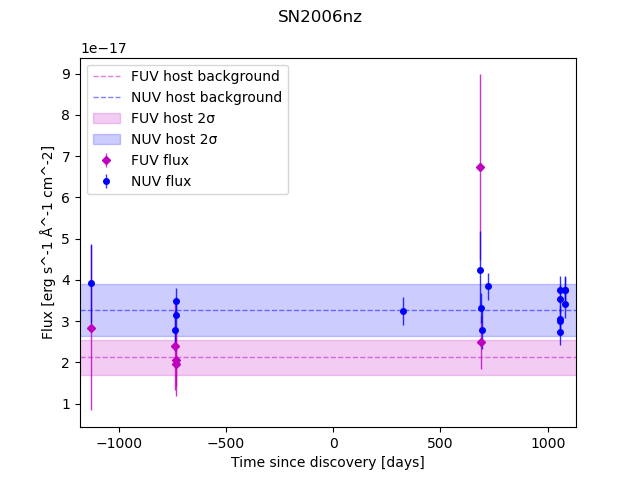 SN2006nz
1e−17
9
8
7
6
5
4
3
2
1
Flux [erg s^-1 Å^-1 cm^-2]
FUV host background
NUV host background
FUV host 2σ
NUV host 2σ
FUV flux
NUV flux
−1000 −500 0 500 1000
Time since discovery [days]